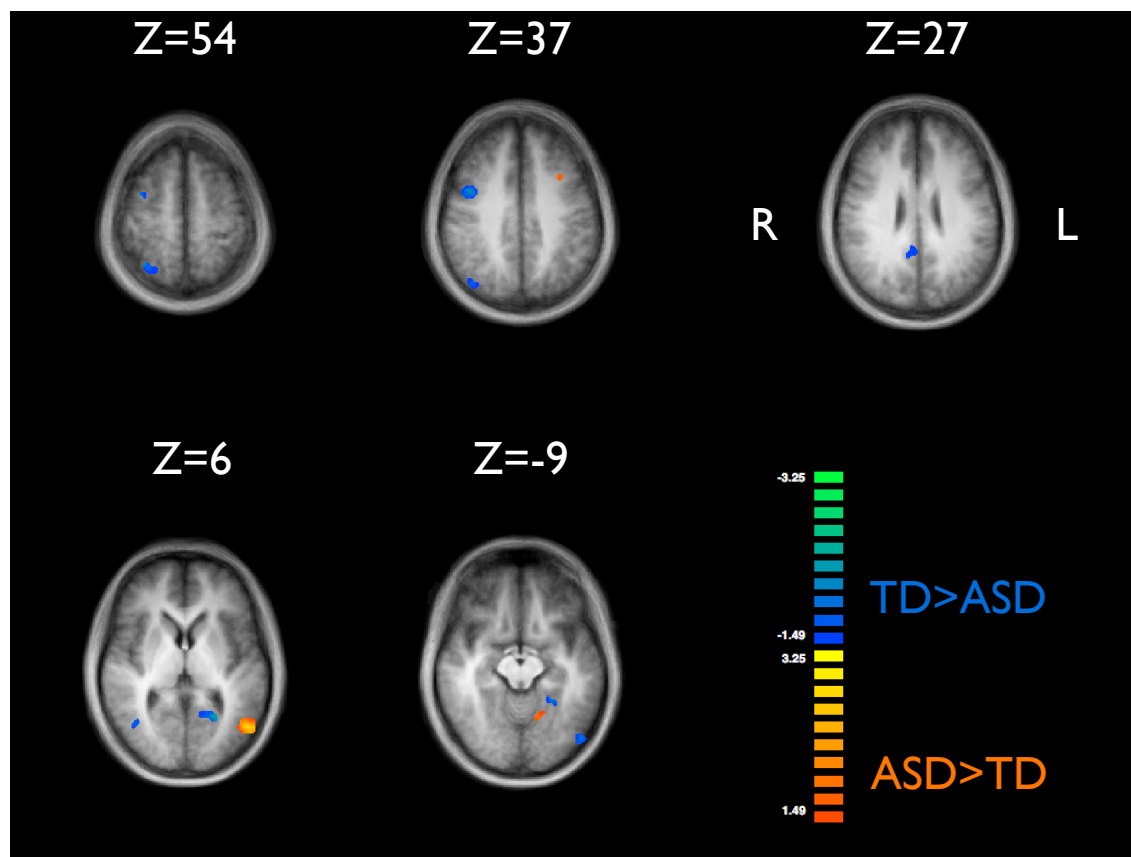 Z=54
Z=37
Z=27
R
L
Z=6
Z=-9
-3.25
TD>ASD
-1.49
3.25
ASD>TD
1.49